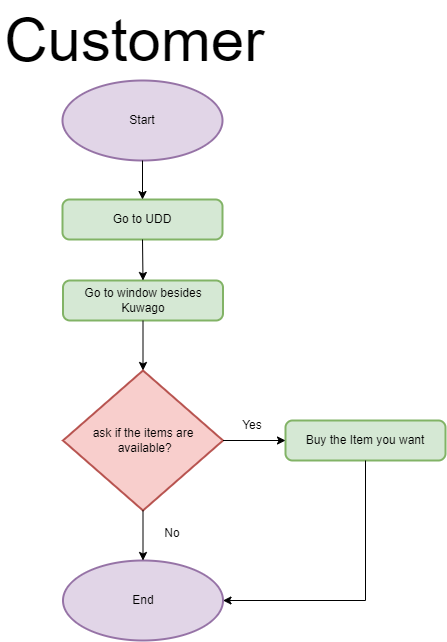 Customer
Start
Go to UDD
Go to window besides
Kuwago
ask if the items are
available?
Yes
Buy the Item you want
No
End